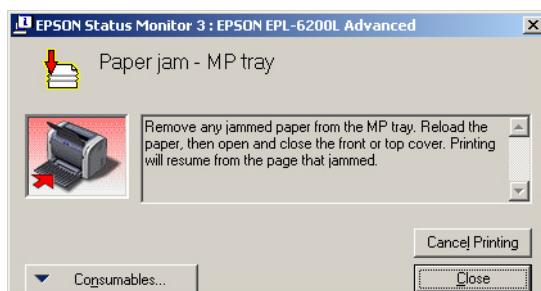 EPSON Status Monitor 3 : EPSON EPL-6200L Advanced
Paper jam - MP tray
Remove any jammed paper from the MP tray. Reload the
paper, then open and close the front or top cover. Printing
will resume from the page that jammed.
Cancel Printing
Consumables...
Close